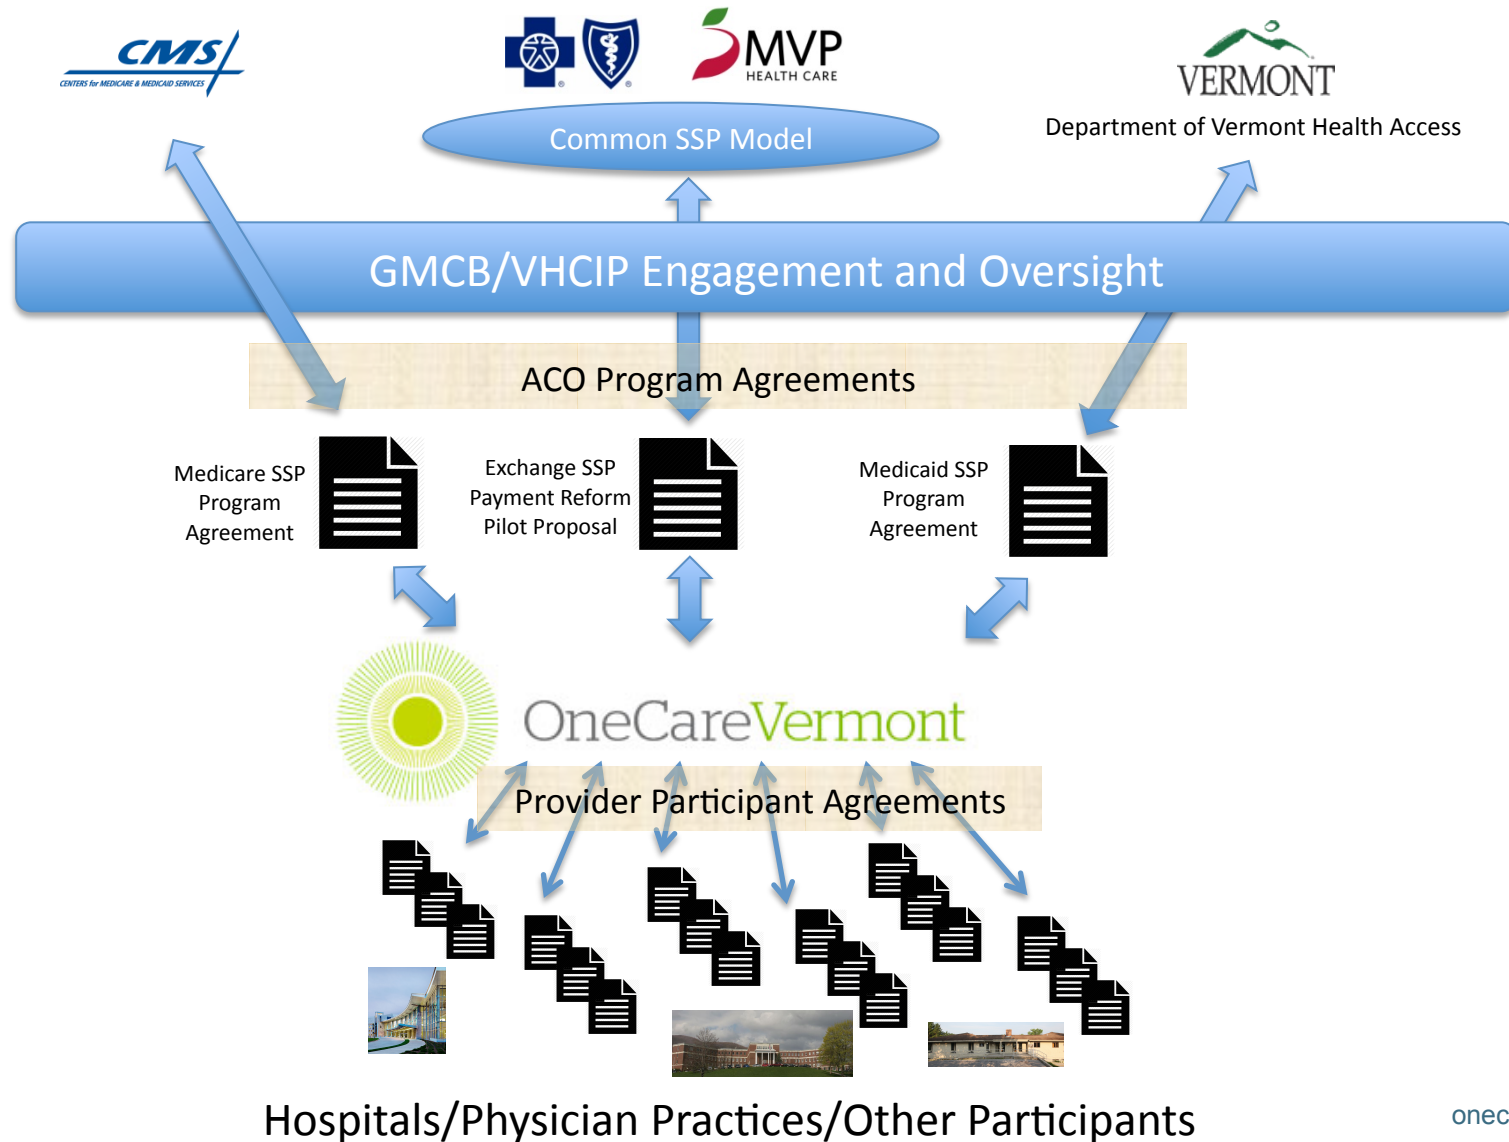 CMS
CENTERS for MEDICARE & MEDICAID SERVICES
MVP
HEALTH CARE
VERMONT
Department of Vermont Health Access
Common SSP Model
GMCB/VHCIP Engagement and Oversight
ACO Program Agreements
Medicare SSP
Program
Agreement
Exchange SSP
Payment Reform
Pilot Proposal
Medicaid SSP
Program
Agreement
OneCareVermont
Provider Participant Agreements
Hospitals/Physician Practices/Other Participants
onec